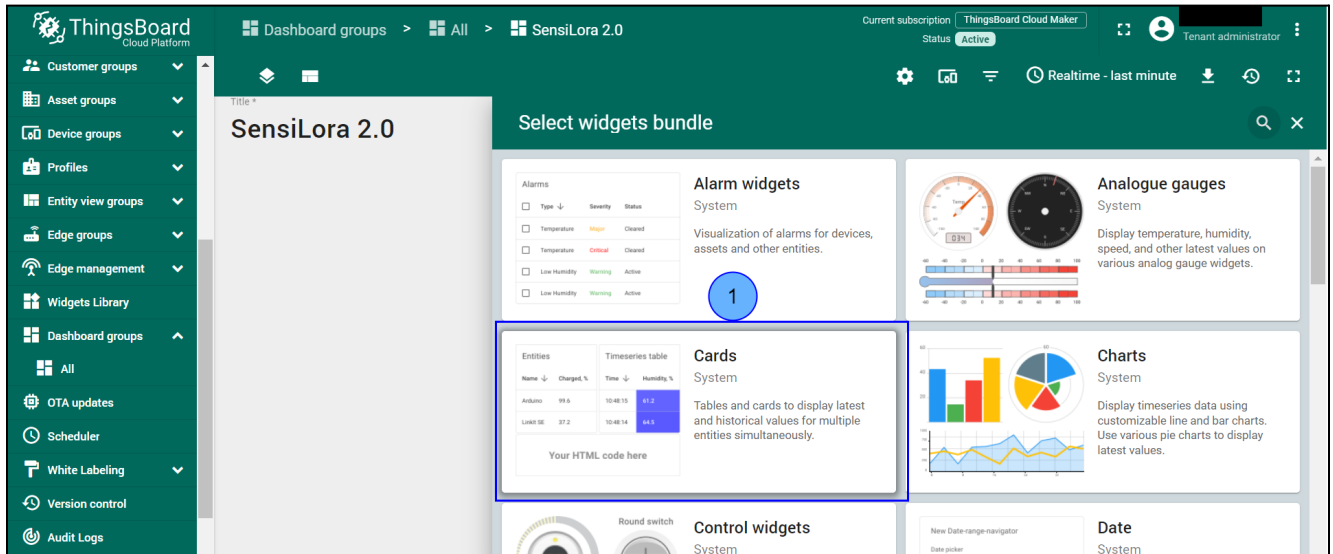 ThingsBoard
Cloud Platform
Dashboard groups > All > SensiLora 2.0
Current subscription ThingsBoard Cloud Maker
Status Active
Tenant administrator
Customer groups
Asset groups
Device groups
Profiles
Entity view groups
Edge groups
Edge management
Widgets Library
Dashboard groups
All
OTA updates
Scheduler
White Labeling
Version control
Audit Logs
Realtime - last minute
Title *
SensiLora 2.0
Select widgets bundle
Alarms
Type Severity Status
Temperature Major Cleared
Temperature Critical Cleared
Low Humidity Warning Active
Low Humidity Warning Active
Alarm widgets
System
Visualization of alarms for devices,
assets and other entities.
Temp
034
Analogue gauges
System
Display temperature, humidity,
speed, and other latest values on
various analog gauge widgets.
1
Entities
Name Charged, %
Arduino 99.6
LinkIt SE 37.2
Timeseries table
Time Humidity, %
10:48:15 61.2
10:48:14 64.5
Your HTML code here
Cards
System
Tables and cards to display latest
and historical values for multiple
entities simultaneously.
60
40
20
Charts
System
Display timeseries data using
customizable line and bar charts.
Use various pie charts to display
latest values.
Round switch
Control widgets
System
New Date-range-navigator
Date picker
Date
System